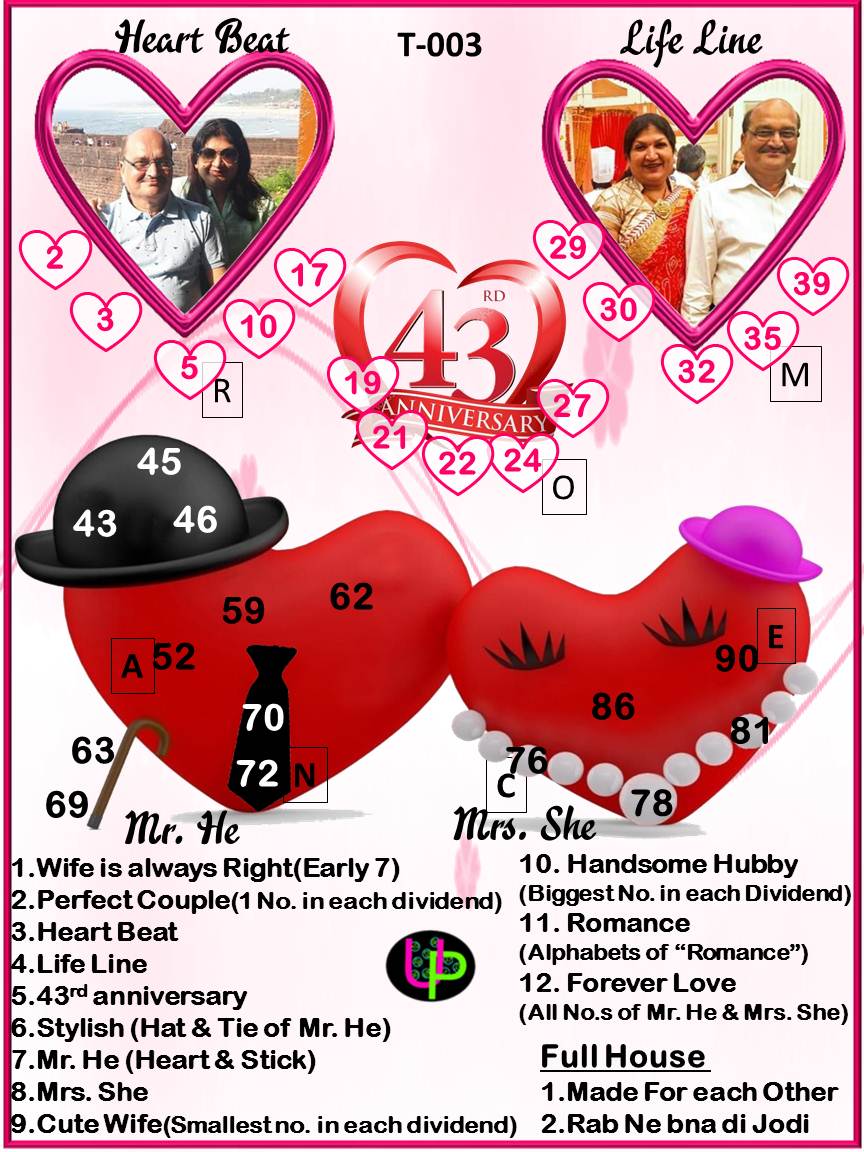 Heart Beat
T-003
Life Line
2
3
5
R
10
17
29
30
32
35
M
39
43
RD
ANNIVERSARY
19
21
22
24
O
27
45
43
46
59
62
A
52
70
72
N
63
69
Mr. He
E
90
86
81
76
C
78
Mrs. She
1.Wife is always Right(Early 7)
2.Perfect Couple(1 No. in each dividend)
3.Heart Beat
4.Life Line
5.43rd anniversary
6.Stylish (Hat & Tie of Mr. He)
7.Mr. He (Heart & Stick)
8.Mrs. She
9.Cute Wife(Smallest no. in each dividend)
UP
10. Handsome Hubby
(Biggest No. in each Dividend)
11. Romance
(Alphabets of “Romance”)
12. Forever Love
(All No.s of Mr. He & Mrs. She)
Full House
1.Made For each Other
2.Rab Ne bna di Jodi